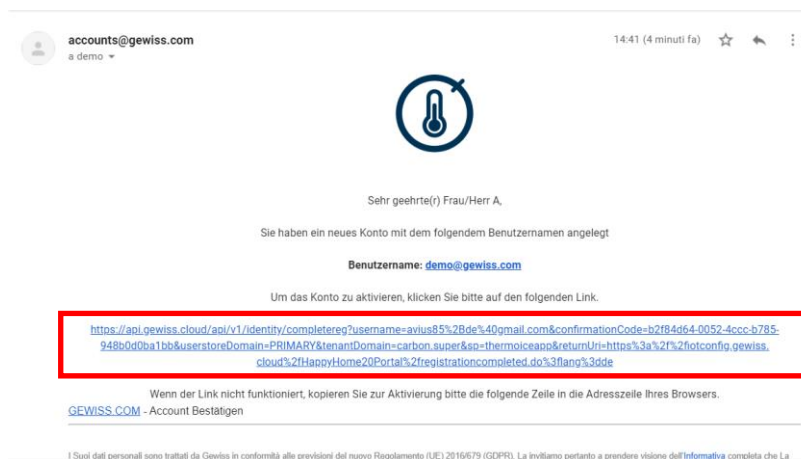 accounts@gewiss.com
14:41 (4 minuti fa)
a demo
Sehr geehrte(r) Frau/Herr A,
Sie haben ein neues Konto mit dem folgendem Benutzernamen angelegt
Benutzername: demo@gewiss.com
Um das Konto zu aktivieren, klicken Sie bitte auf den folgenden Link.
https://api.gewiss.cloud/api/v1/identity/completereg?username=avius85%2Bde%40gmail.com&confirmationCode=b2f84d64-0052-4ccc-b785-
948b0d0ba1bb&userstoreDomain=PRIMARY&tenantDomain=carbon.super&sp=thermoiceapp&returnUri=https%3a%2f%2fiotconfig.gewiss.
cloud%2fHappyHome20Portal%2fregistrationcompleted.do%3flang%3dde
Wenn der Link nicht funktioniert, kopieren Sie zur Aktivierung bitte die folgende Zeile in die Adresszeile Ihres Browsers.
GEWISS.COM - Account Bestätigen
I Suoi dati personali sono trattati da Gewiss in conformità alle previsioni del nuovo Regolamento (UE) 2016/679 (GDPR). La invitiamo pertanto a prendere visione dell'Informativa completa che La